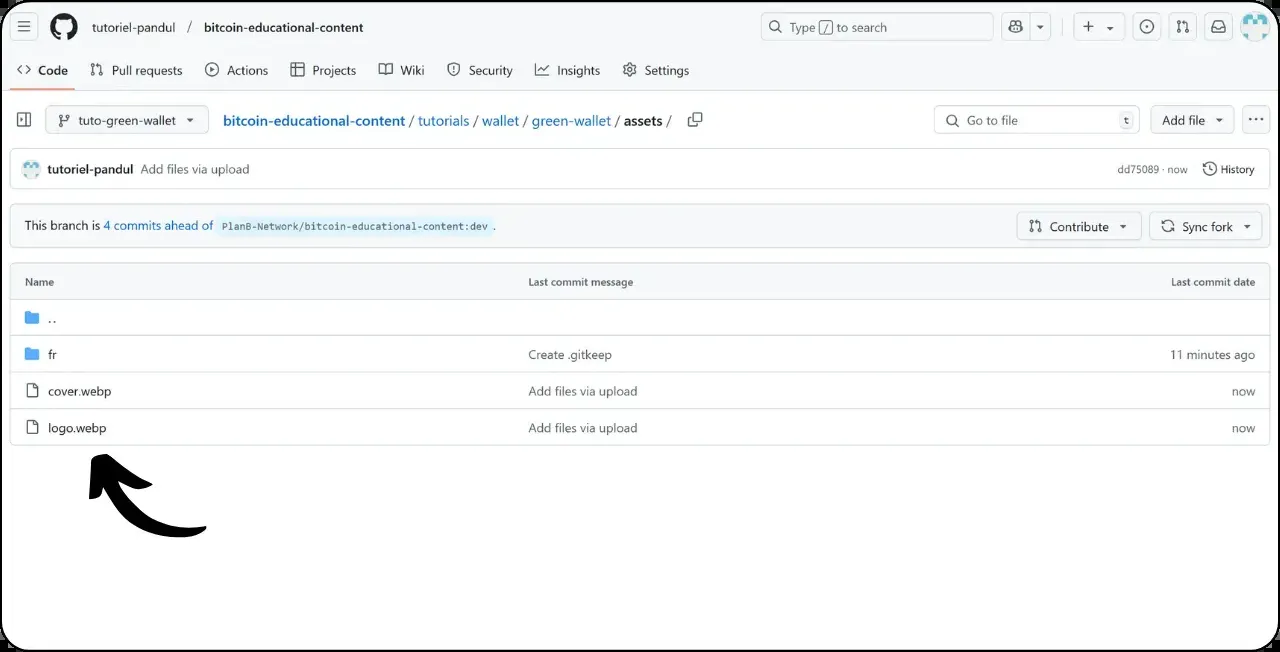 tutoriel-pandul / bitcoin-educational-content
Type / to search
Code Pull requests Actions Projects Wiki Security Insights Settings
tuto-green-wallet bitcoin-educational-content / tutorials / wallet / green-wallet / assets / Go to file t Add file
tutoriel-pandul Add files via upload dd75089 · now History
This branch is 4 commits ahead of PlanB-Network/bitcoin-educational-content:dev . Contribute Sync fork
Name Last commit message Last commit date
..
fr Create .gitkeep 11 minutes ago
cover.webp Add files via upload now
logo.webp Add files via upload now